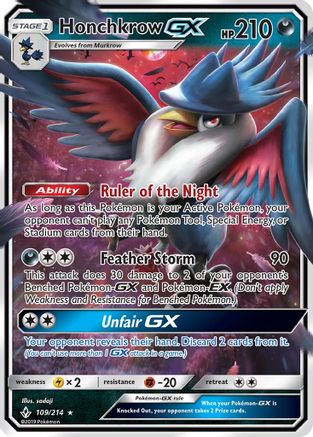 STAGE 1
Honchkrow GX HP 210
Evolves from Murkrow
Ability Ruler of the Night
As long as this Pokémon is your Active Pokémon, your
opponent can't play any Pokémon Tool, Special Energy, or
Stadium cards from their hand.
Feather Storm 90
This attack does 30 damage to 2 of your opponent's
Benched Pokémon-GX and Pokémon-EX. (Don't apply
Weakness and Resistance for Benched Pokémon.)
Unfair GX
Your opponent reveals their hand. Discard 2 cards from it.
(You can't use more than 1 GX attack in a game.)
weakness × 2 resistance -20 retreat
Illus. sadaji
Pokémon-GX rule
When your Pokémon-GX is
Knocked Out, your opponent takes 2 Prize cards.
109/214 ★
©2019 Pokémon